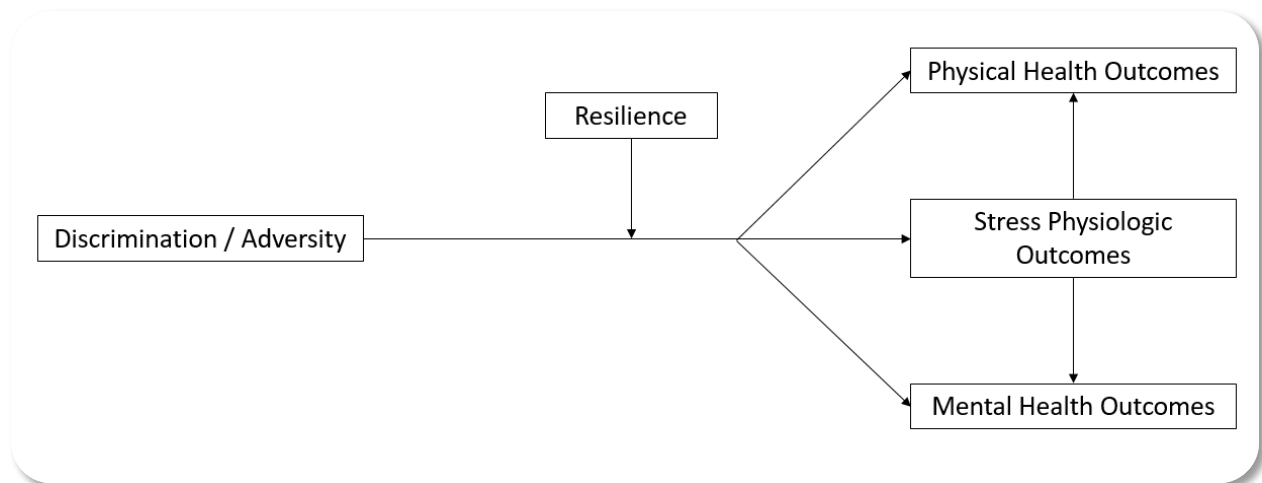 Physical Health Outcomes
Resilience
Discrimination / Adversity
Stress Physiologic
Outcomes
Mental Health Outcomes